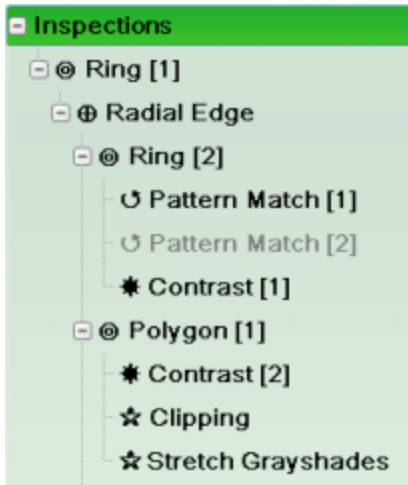 Inspections
Ring [1]
Radial Edge
Ring [2]
Pattern Match [1]
Pattern Match [2]
Contrast [1]
Polygon [1]
Contrast [2]
Clipping
Stretch Grayshades